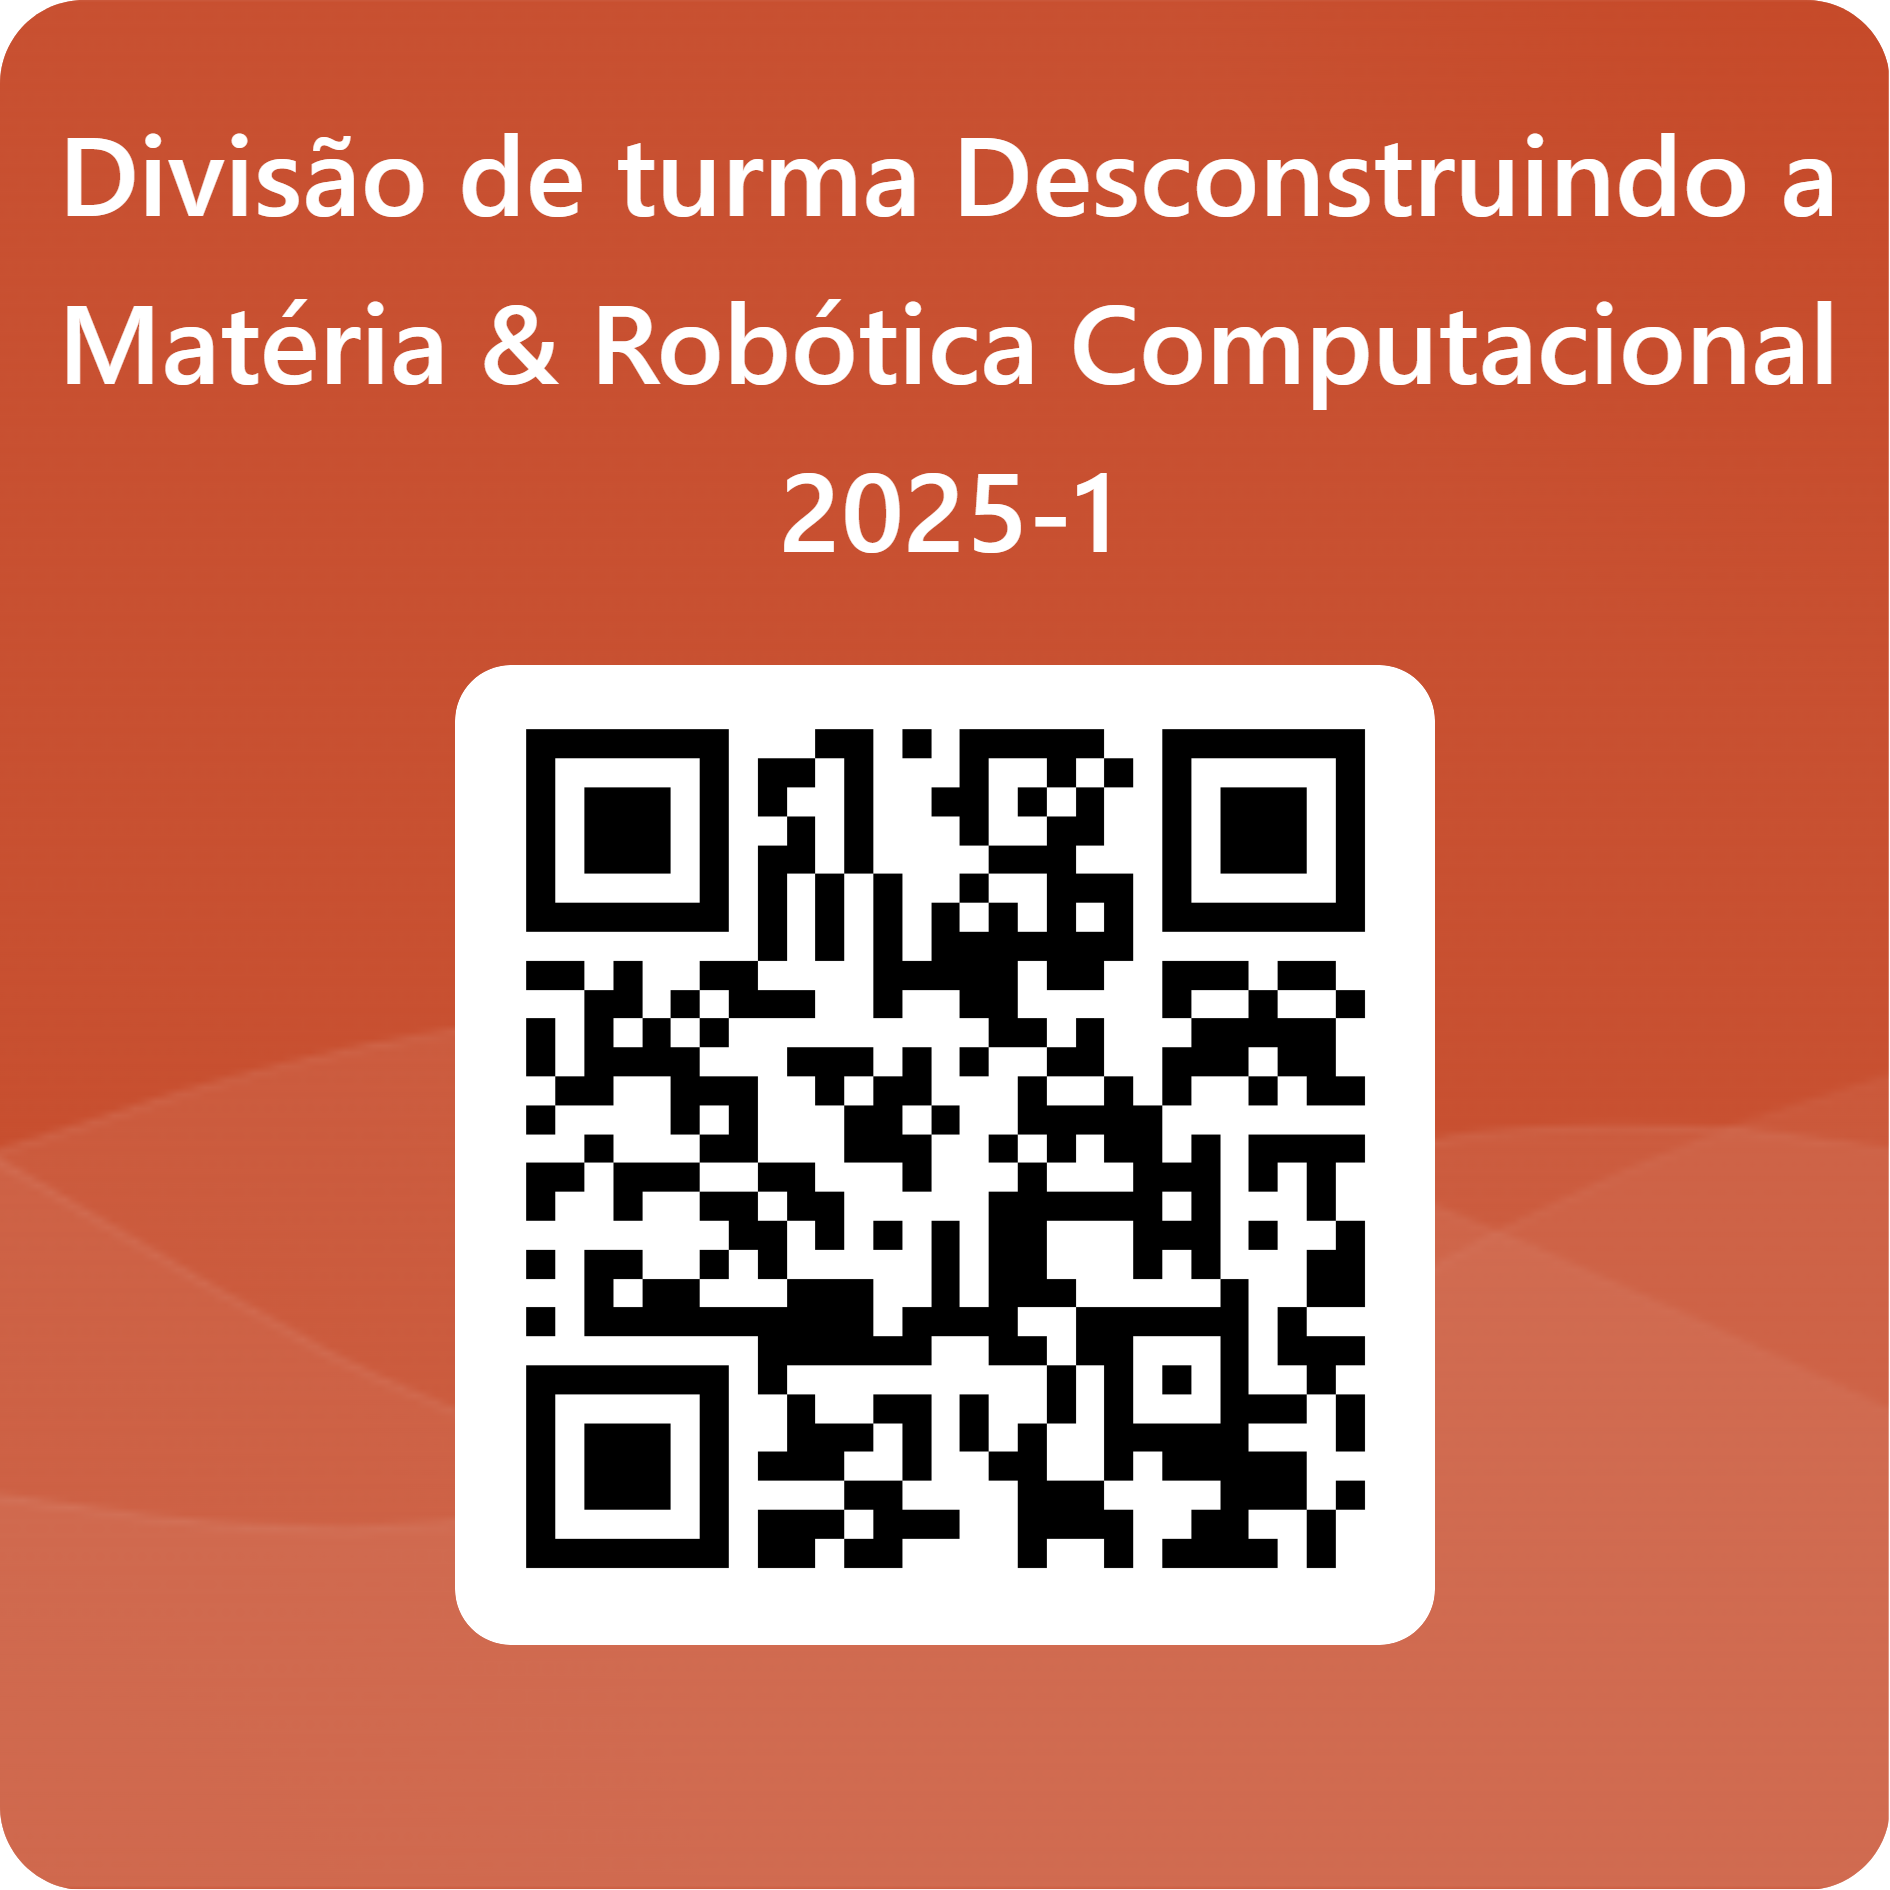 Divisão de turma Desconstruindo a
Matéria & Robótica Computacional
2025-1